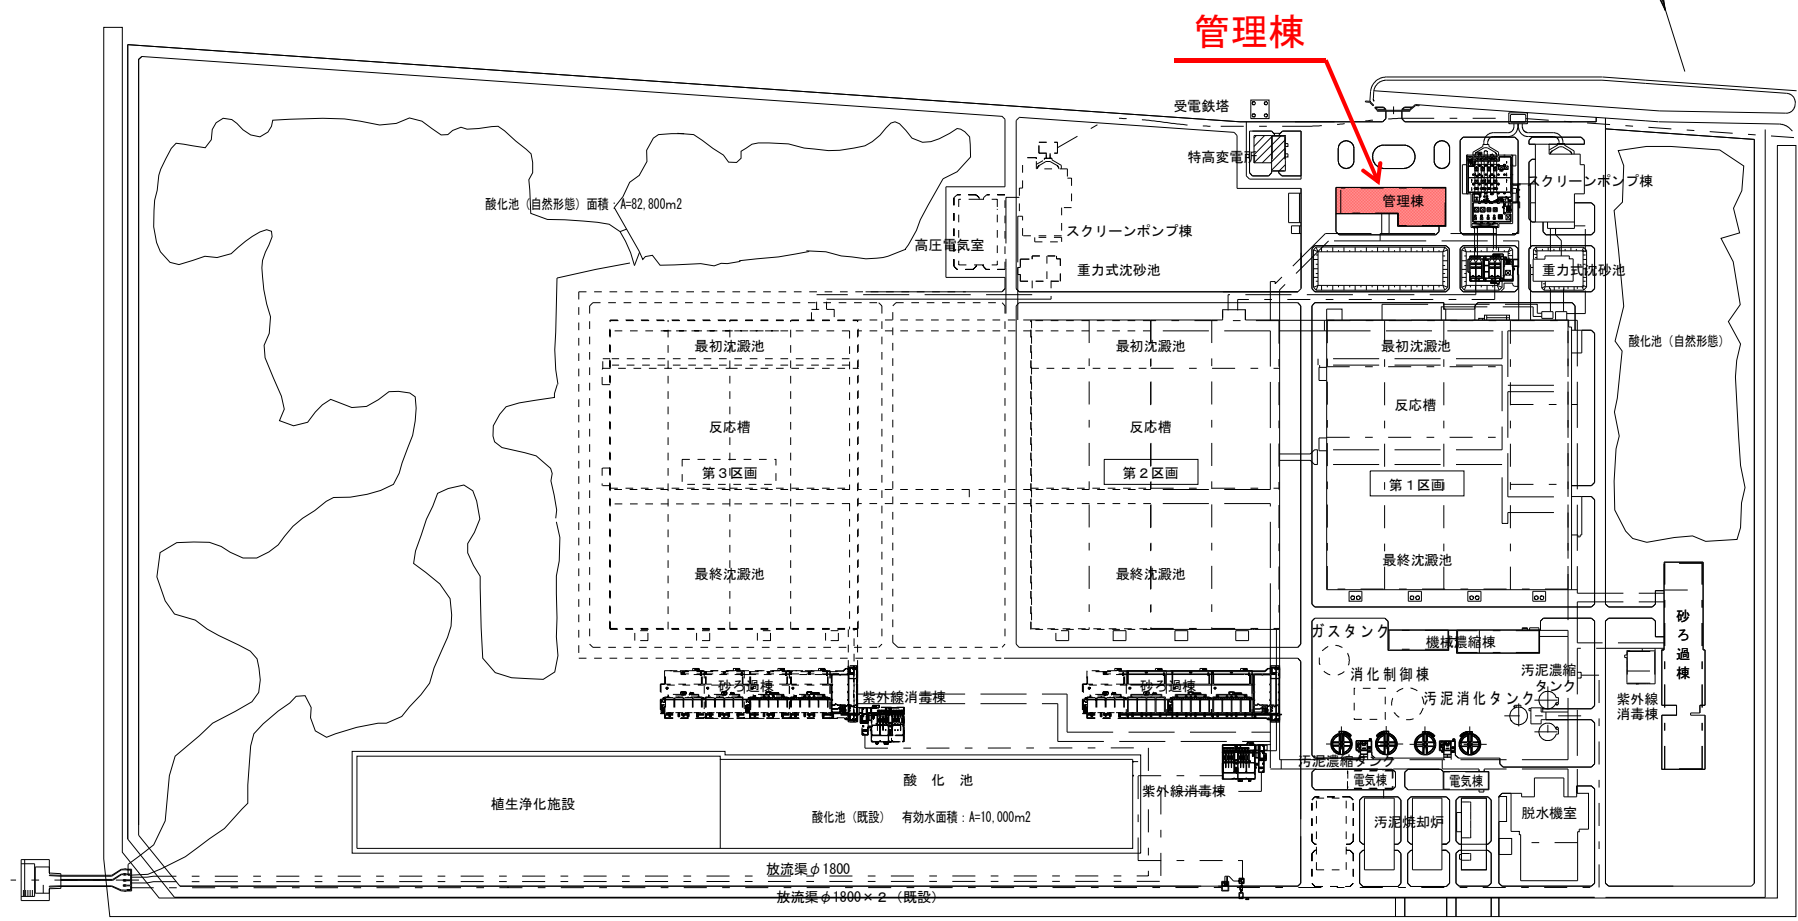 管理棟
受電鉄塔
特高変電所
管理棟
スクリーンポンプ棟
酸化池（自然形態）面積：A=82,800m2
高圧電気室
スクリーンポンプ棟
重力式沈砂池
重力式沈砂池
酸化池（自然形態）
最初沈澱池
最初沈澱池
最初沈澱池
反応槽
反応槽
反応槽
第３区画
第２区画
第１区画
最終沈澱池
最終沈澱池
最終沈澱池
ガスタンク
機械濃縮棟
砂ろ過棟
消化制御棟
汚泥濃縮
タンク
汚泥消化タンク
紫外線
消毒棟
砂ろ過棟
紫外線消毒棟
砂ろ過棟
汚泥濃縮タンク
紫外線消毒棟
電気棟
電気棟
植生浄化施設
酸化池
酸化池（既設）　有効水面積：A=10,000m2
汚泥焼却炉
脱水機室
放流渠φ1800
放流渠φ1800×２（既設）